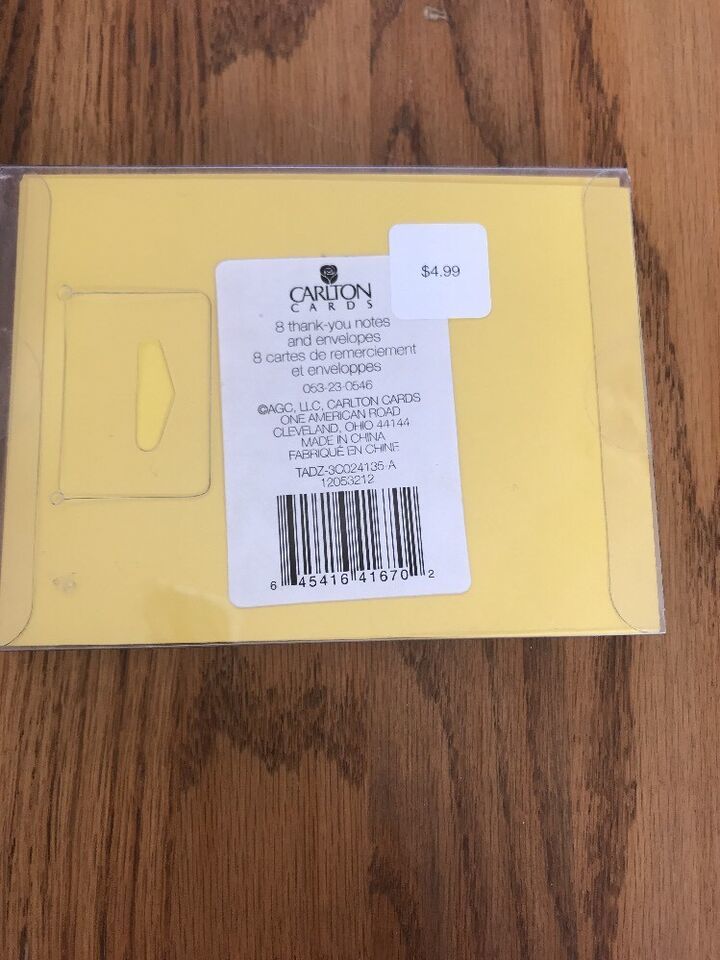 $4.99
CARLTON
CARDS
8 thank-you notes
and envelopes
8 cartes de remerciement
et enveloppes
053-23-0546
©AGC, LLC, CARLTON CARDS
ONE AMERICAN ROAD
CLEVELAND, OHIO 44144
MADE IN CHINA
FABRIQUÉ EN CHINE
TADZ-3C024135-A
12053212
6 45416 41670 2